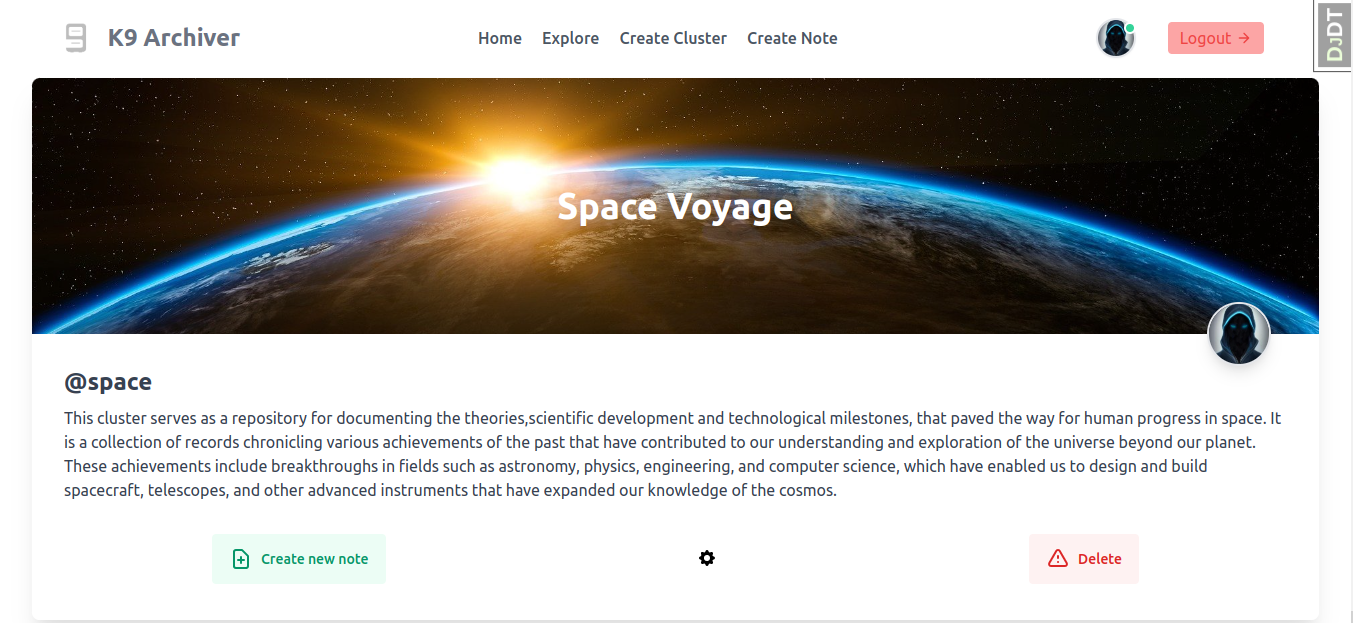 K9 Archiver
Home Explore Create Cluster Create Note
Logout →
DJDT
Space Voyage
@space
This cluster serves as a repository for documenting the theories,scientific development and technological milestones, that paved the way for human progress in space. It
is a collection of records chronicling various achievements of the past that have contributed to our understanding and exploration of the universe beyond our planet.
These achievements include breakthroughs in fields such as astronomy, physics, engineering, and computer science, which have enabled us to design and build
spacecraft, telescopes, and other advanced instruments that have expanded our knowledge of the cosmos.
Create new note
Delete